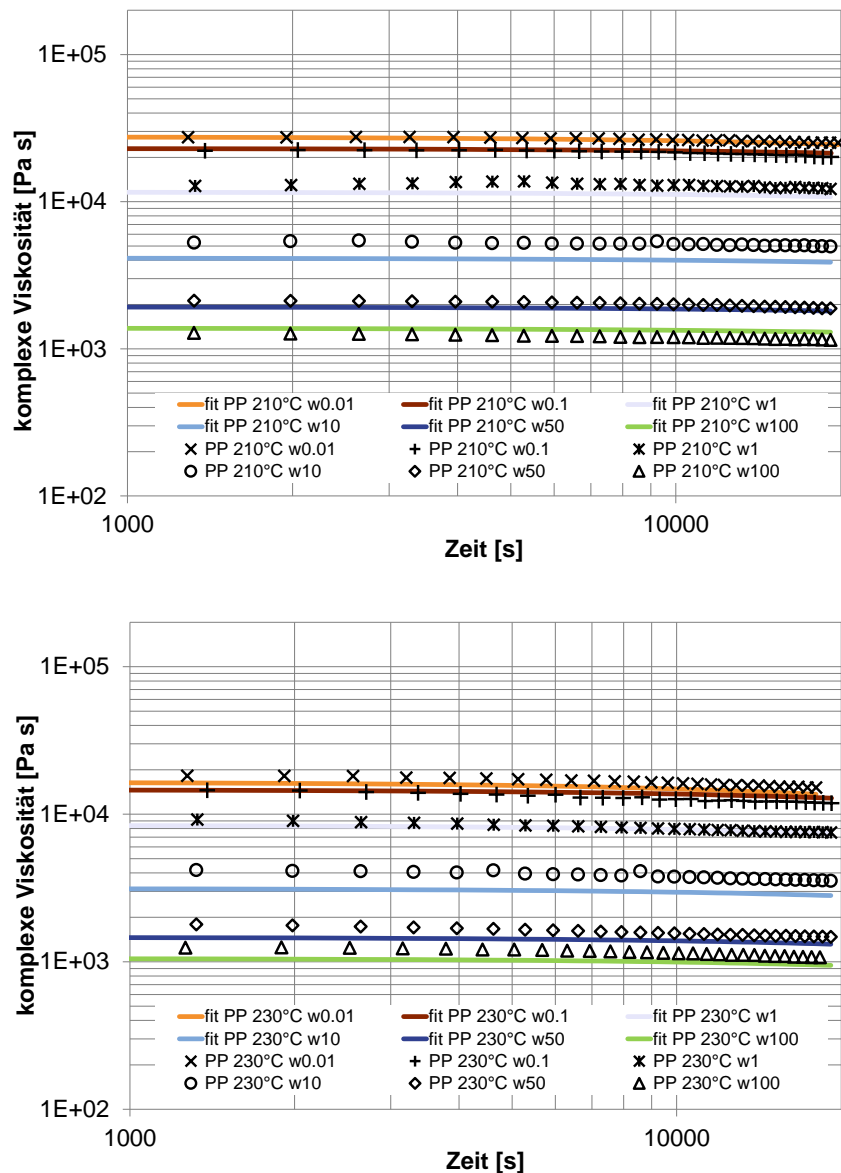 1E+05
1E+04
1E+03
1E+02
komplexe Viskosität [Pa s]
fit PP 210°C w0.01 fit PP 210°C w0.1 fit PP 210°C w1
fit PP 210°C w10 fit PP 210°C w50 fit PP 210°C w100
PP 210°C w0.01 PP 210°C w0.1 PP 210°C w1
PP 210°C w10 PP 210°C w50 PP 210°C w100
1000 10000
Zeit [s]
1E+05
1E+04
1E+03
1E+02
komplexe Viskosität [Pa s]
fit PP 230°C w0.01 fit PP 230°C w0.1 fit PP 230°C w1
fit PP 230°C w10 fit PP 230°C w50 fit PP 230°C w100
PP 230°C w0.01 PP 230°C w0.1 PP 230°C w1
PP 230°C w10 PP 230°C w50 PP 230°C w100
1000 10000
Zeit [s]